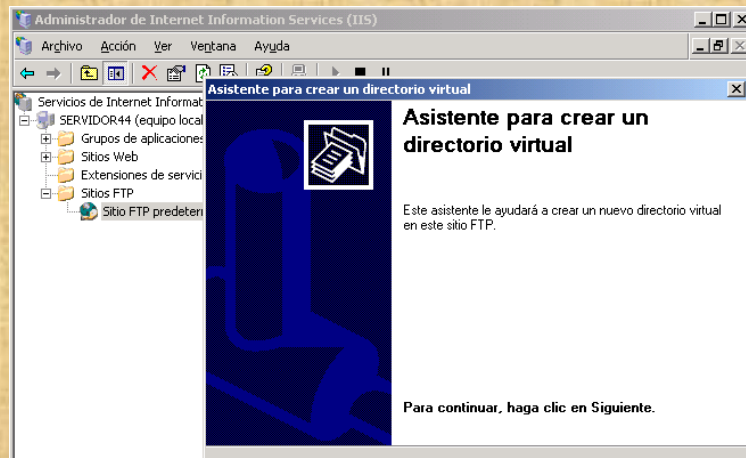 Administrador de Internet Information Services (IIS)
Archivo Acción Ver Ventana Ayuda
Asistente para crear un directorio virtual
Servicios de Internet Informat
SERVIDOR44 (equipo local
Grupos de aplicaciones
Sitios Web
Extensiones de servici
Sitios FTP
Sitio FTP predeter
Asistente para crear un
directorio virtual
Este asistente le ayudará a crear un nuevo directorio virtual
en este sitio FTP.
Para continuar, haga clic en Siguiente.